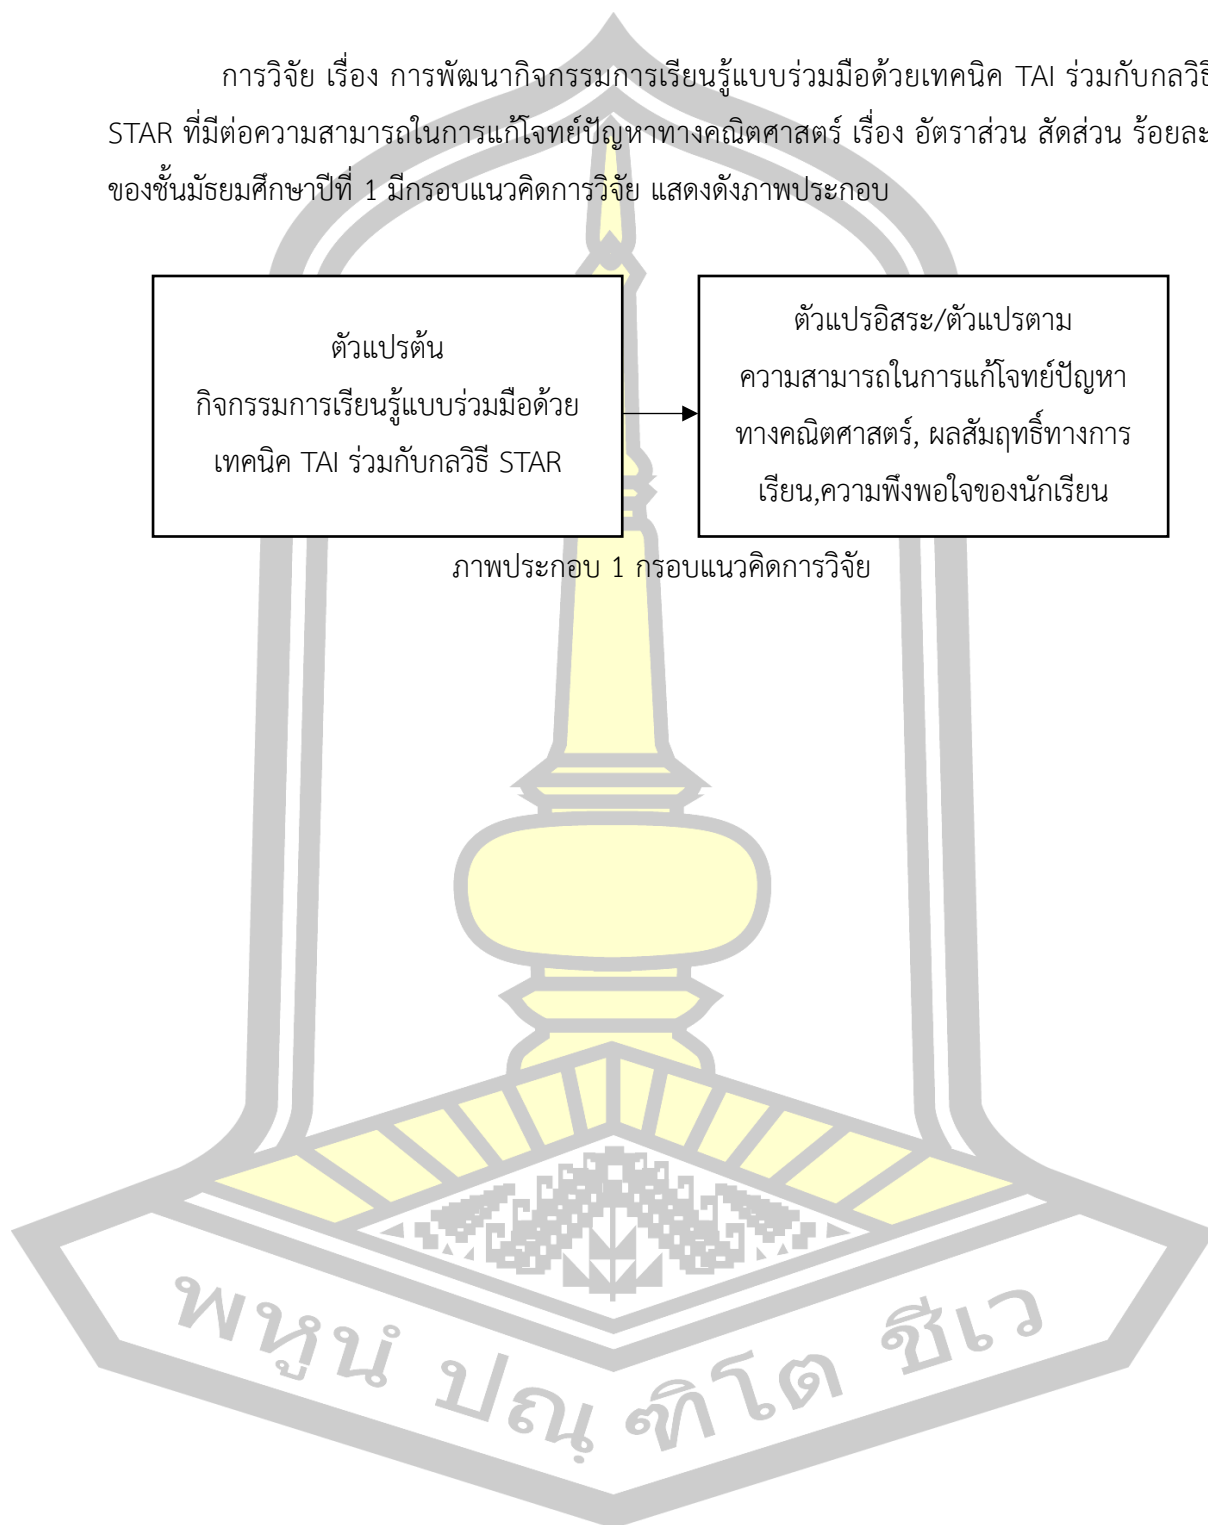 การวิจัย เรื่อง การพัฒนากิจกรรมการเรียนรู้แบบร่วมมือด้วยเทคนิค TAI ร่วมกับกลวิธี
STAR ที่มีต่อความสามารถในการแก้โจทย์ปัญหาทางคณิตศาสตร์ เรื่อง อัตราส่วน สัดส่วน ร้อยละ
ของชั้นมัธยมศึกษาปีที่ 1 มีกรอบแนวคิดการวิจัย แสดงดังภาพประกอบ
ตัวแปรต้น
กิจกรรมการเรียนรู้แบบร่วมมือด้วย
เทคนิค TAI ร่วมกับกลวิธี STAR
ตัวแปรอิสระ/ตัวแปรตาม
ความสามารถในการแก้โจทย์ปัญหา
ทางคณิตศาสตร์, ผลสัมฤทธิ์ทางการ
เรียน,ความพึงพอใจของนักเรียน
ภาพประกอบ 1 กรอบแนวคิดการวิจัย
พหูนํ ปณฺ ฑิโต ชีเว